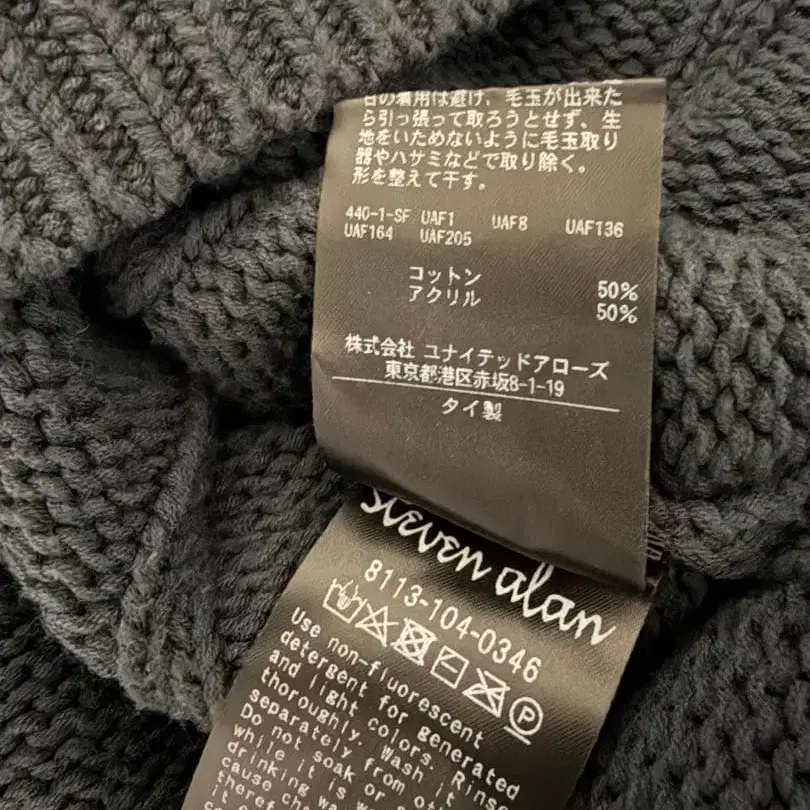 日の着用は避け、毛玉が出来た
ら引っ張って取ろうとせず、生
地をいためないように毛玉取り
器やハサミなどで取り除く。
形を整えて干す。
440-1-SF UAF1 UAF8 UAF136
UAF164 UAF205
コットン 50%
アクリル 50%
株式会社 ユナイテッドアローズ
東京都港区赤坂8-1-19
タイ製
steven alan
8113-104-0346
Use non-fluorescent
detergent for generated
and light colors. Rinse
thoroughly. Wash it
separately from
Do not soak or
while it is
drinking
cause
it